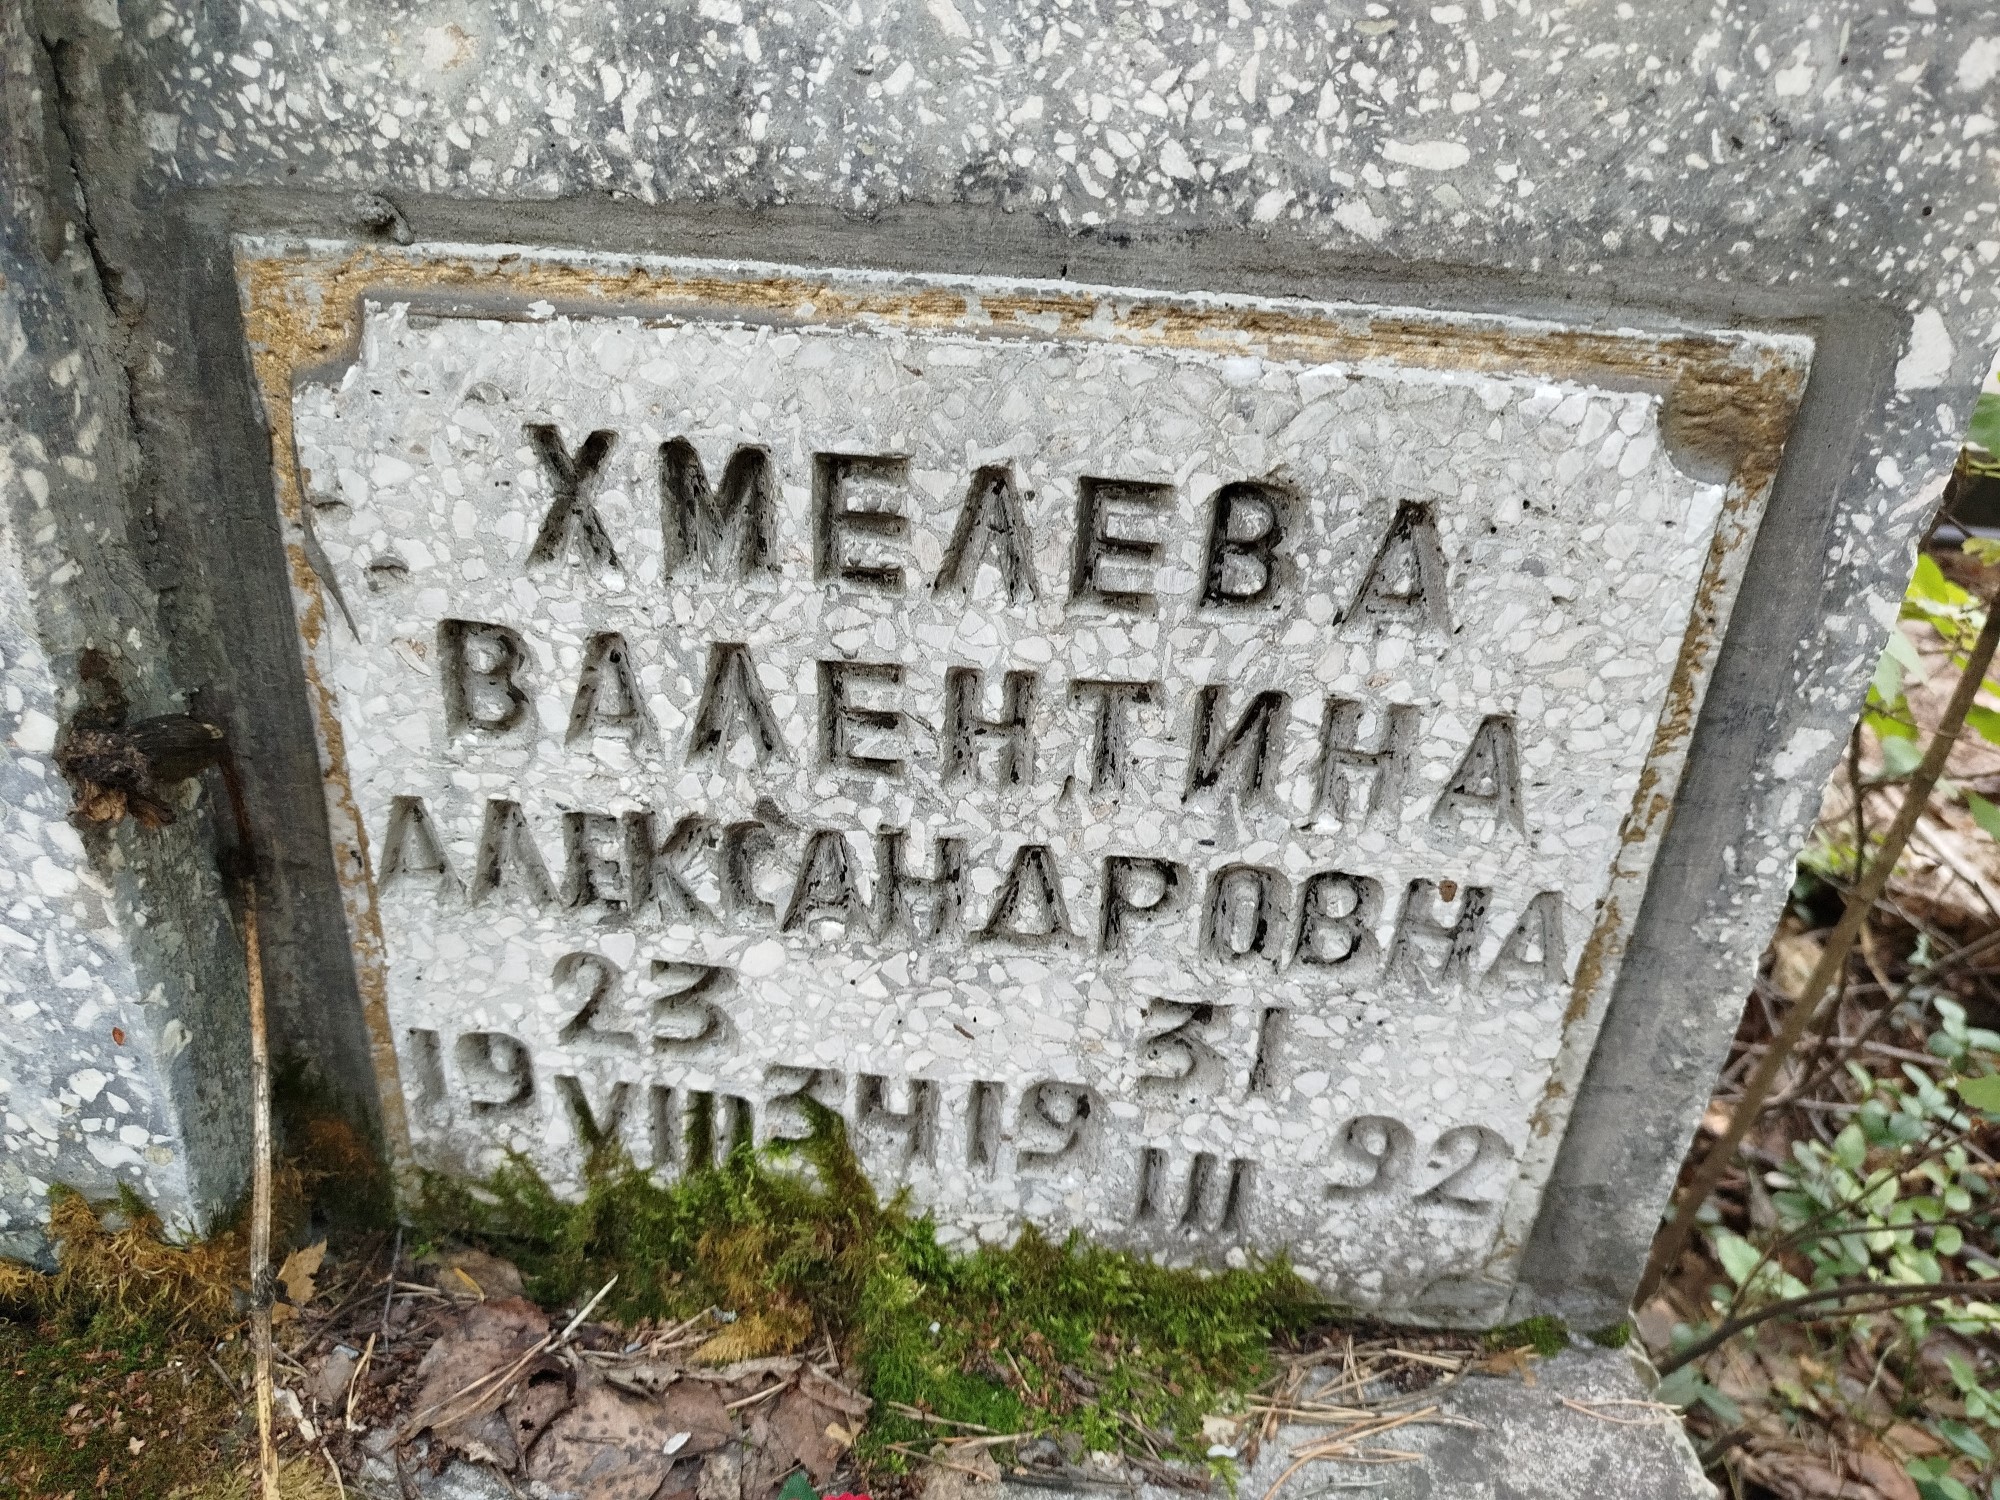 ХМЕЛЕВА
ВАЛЕНТИНА
АЛЕКСАНДРОВНА
23 31
19 VIII 34 19 III 92